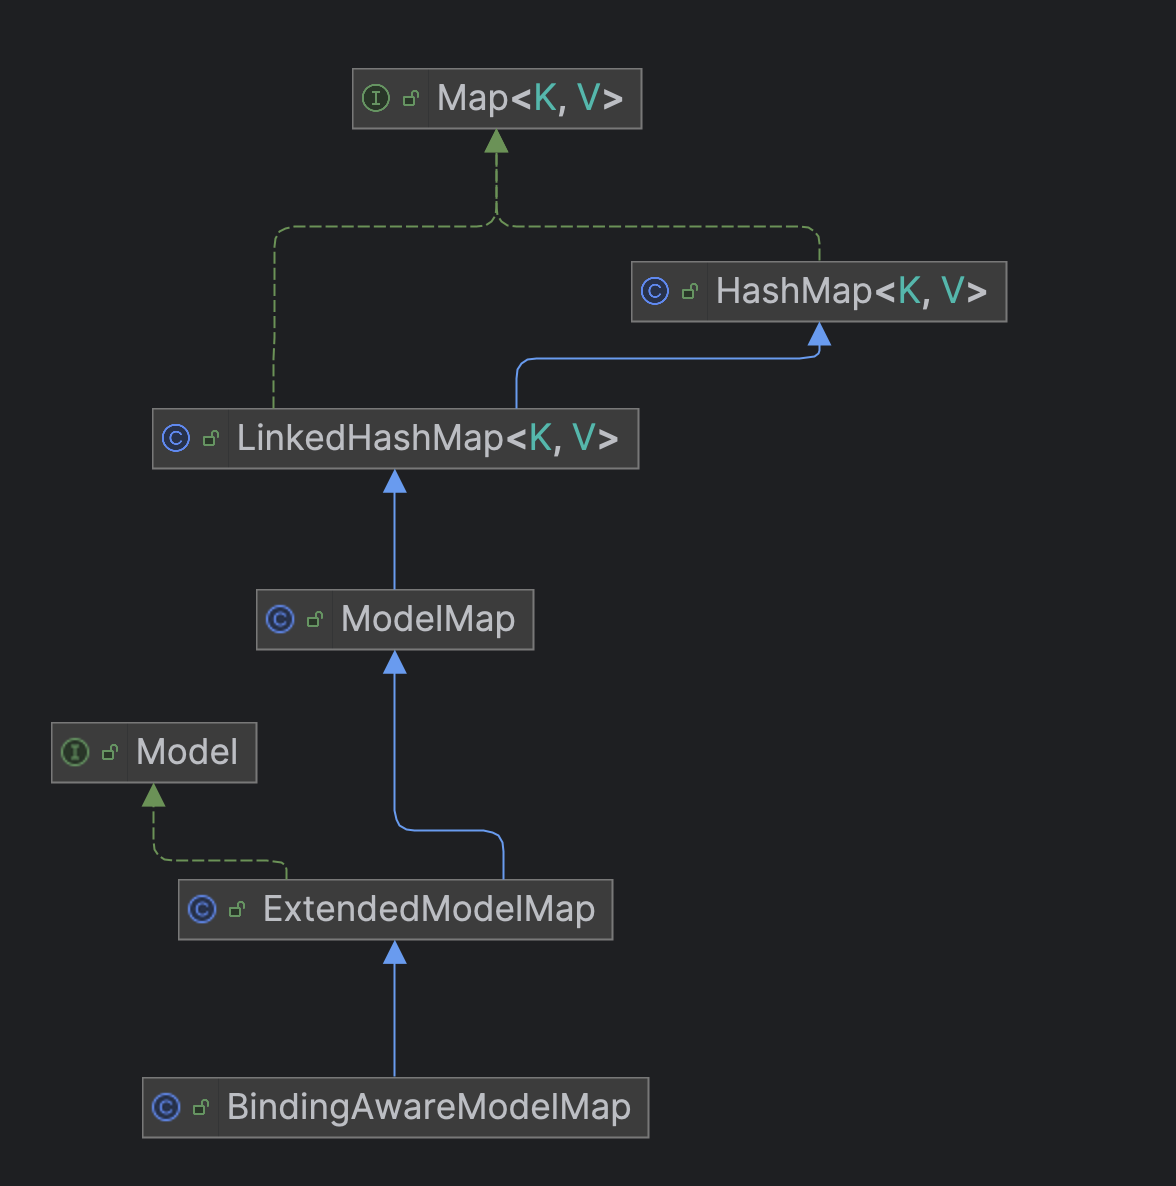 I Map<K, V>
C HashMap<K, V>
C LinkedHashMap<K, V>
C ModelMap
I Model
C ExtendedModelMap
C BindingAwareModelMap